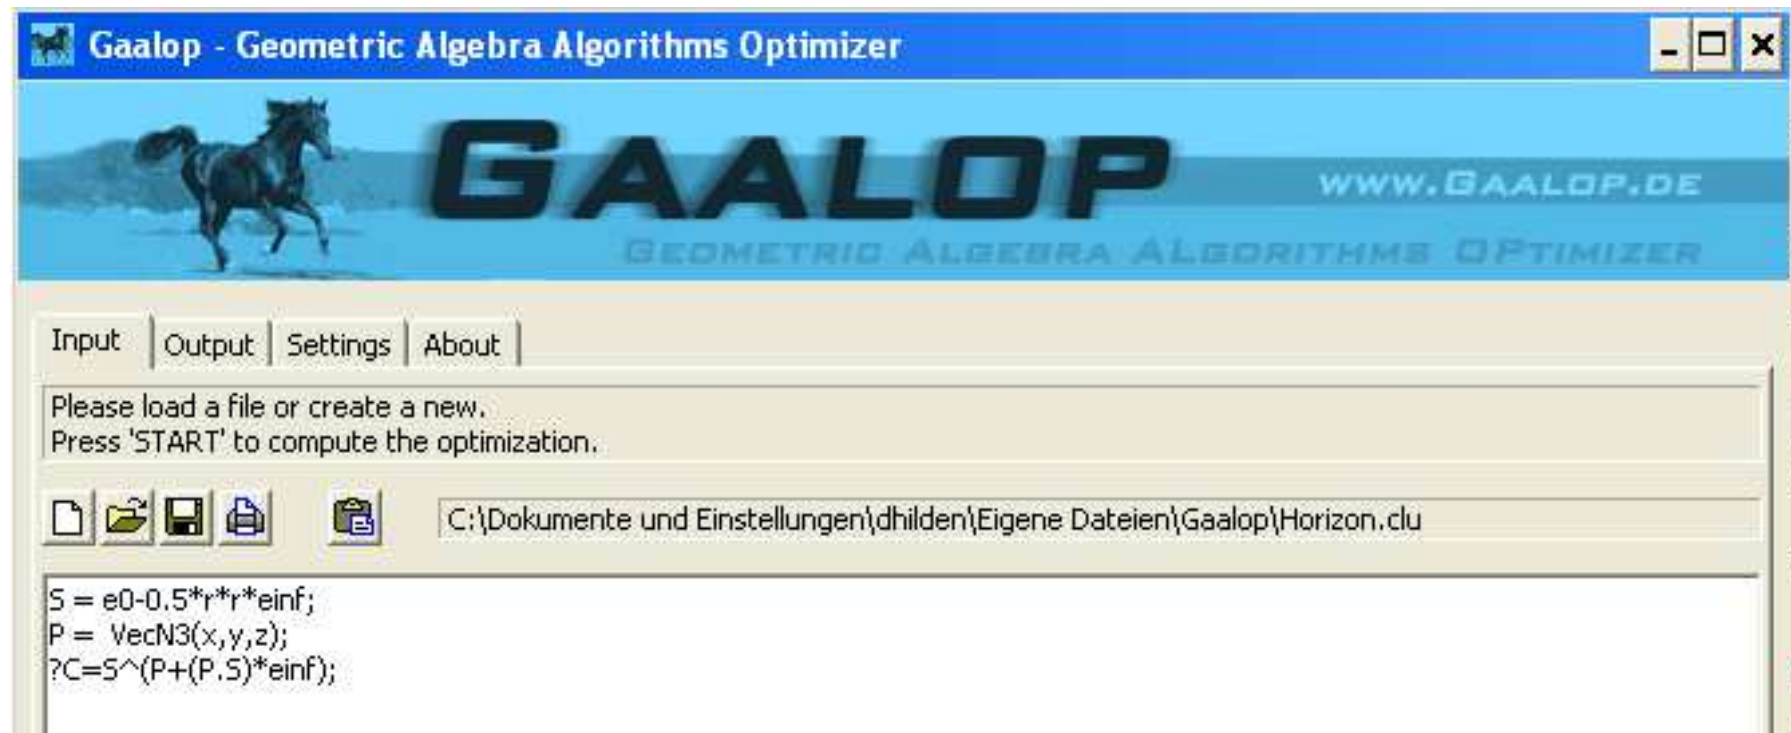 Gaalop - Geometric Algebra Algorithms Optimizer
GAALOP
WWW.GAALOP.DE
GEOMETRIC ALGEBRA ALGORITHMS OPTIMIZER
Input Output Settings About
Please load a file or create a new.
Press 'START' to compute the optimization.
C:\Dokumente und Einstellungen\dhilden\Eigene Dateien\Gaalop\Horizon.clu
S = e0-0.5*r*r*einf;
P = VecN3(x,y,z);
?C=S^(P+(P.S)*einf);